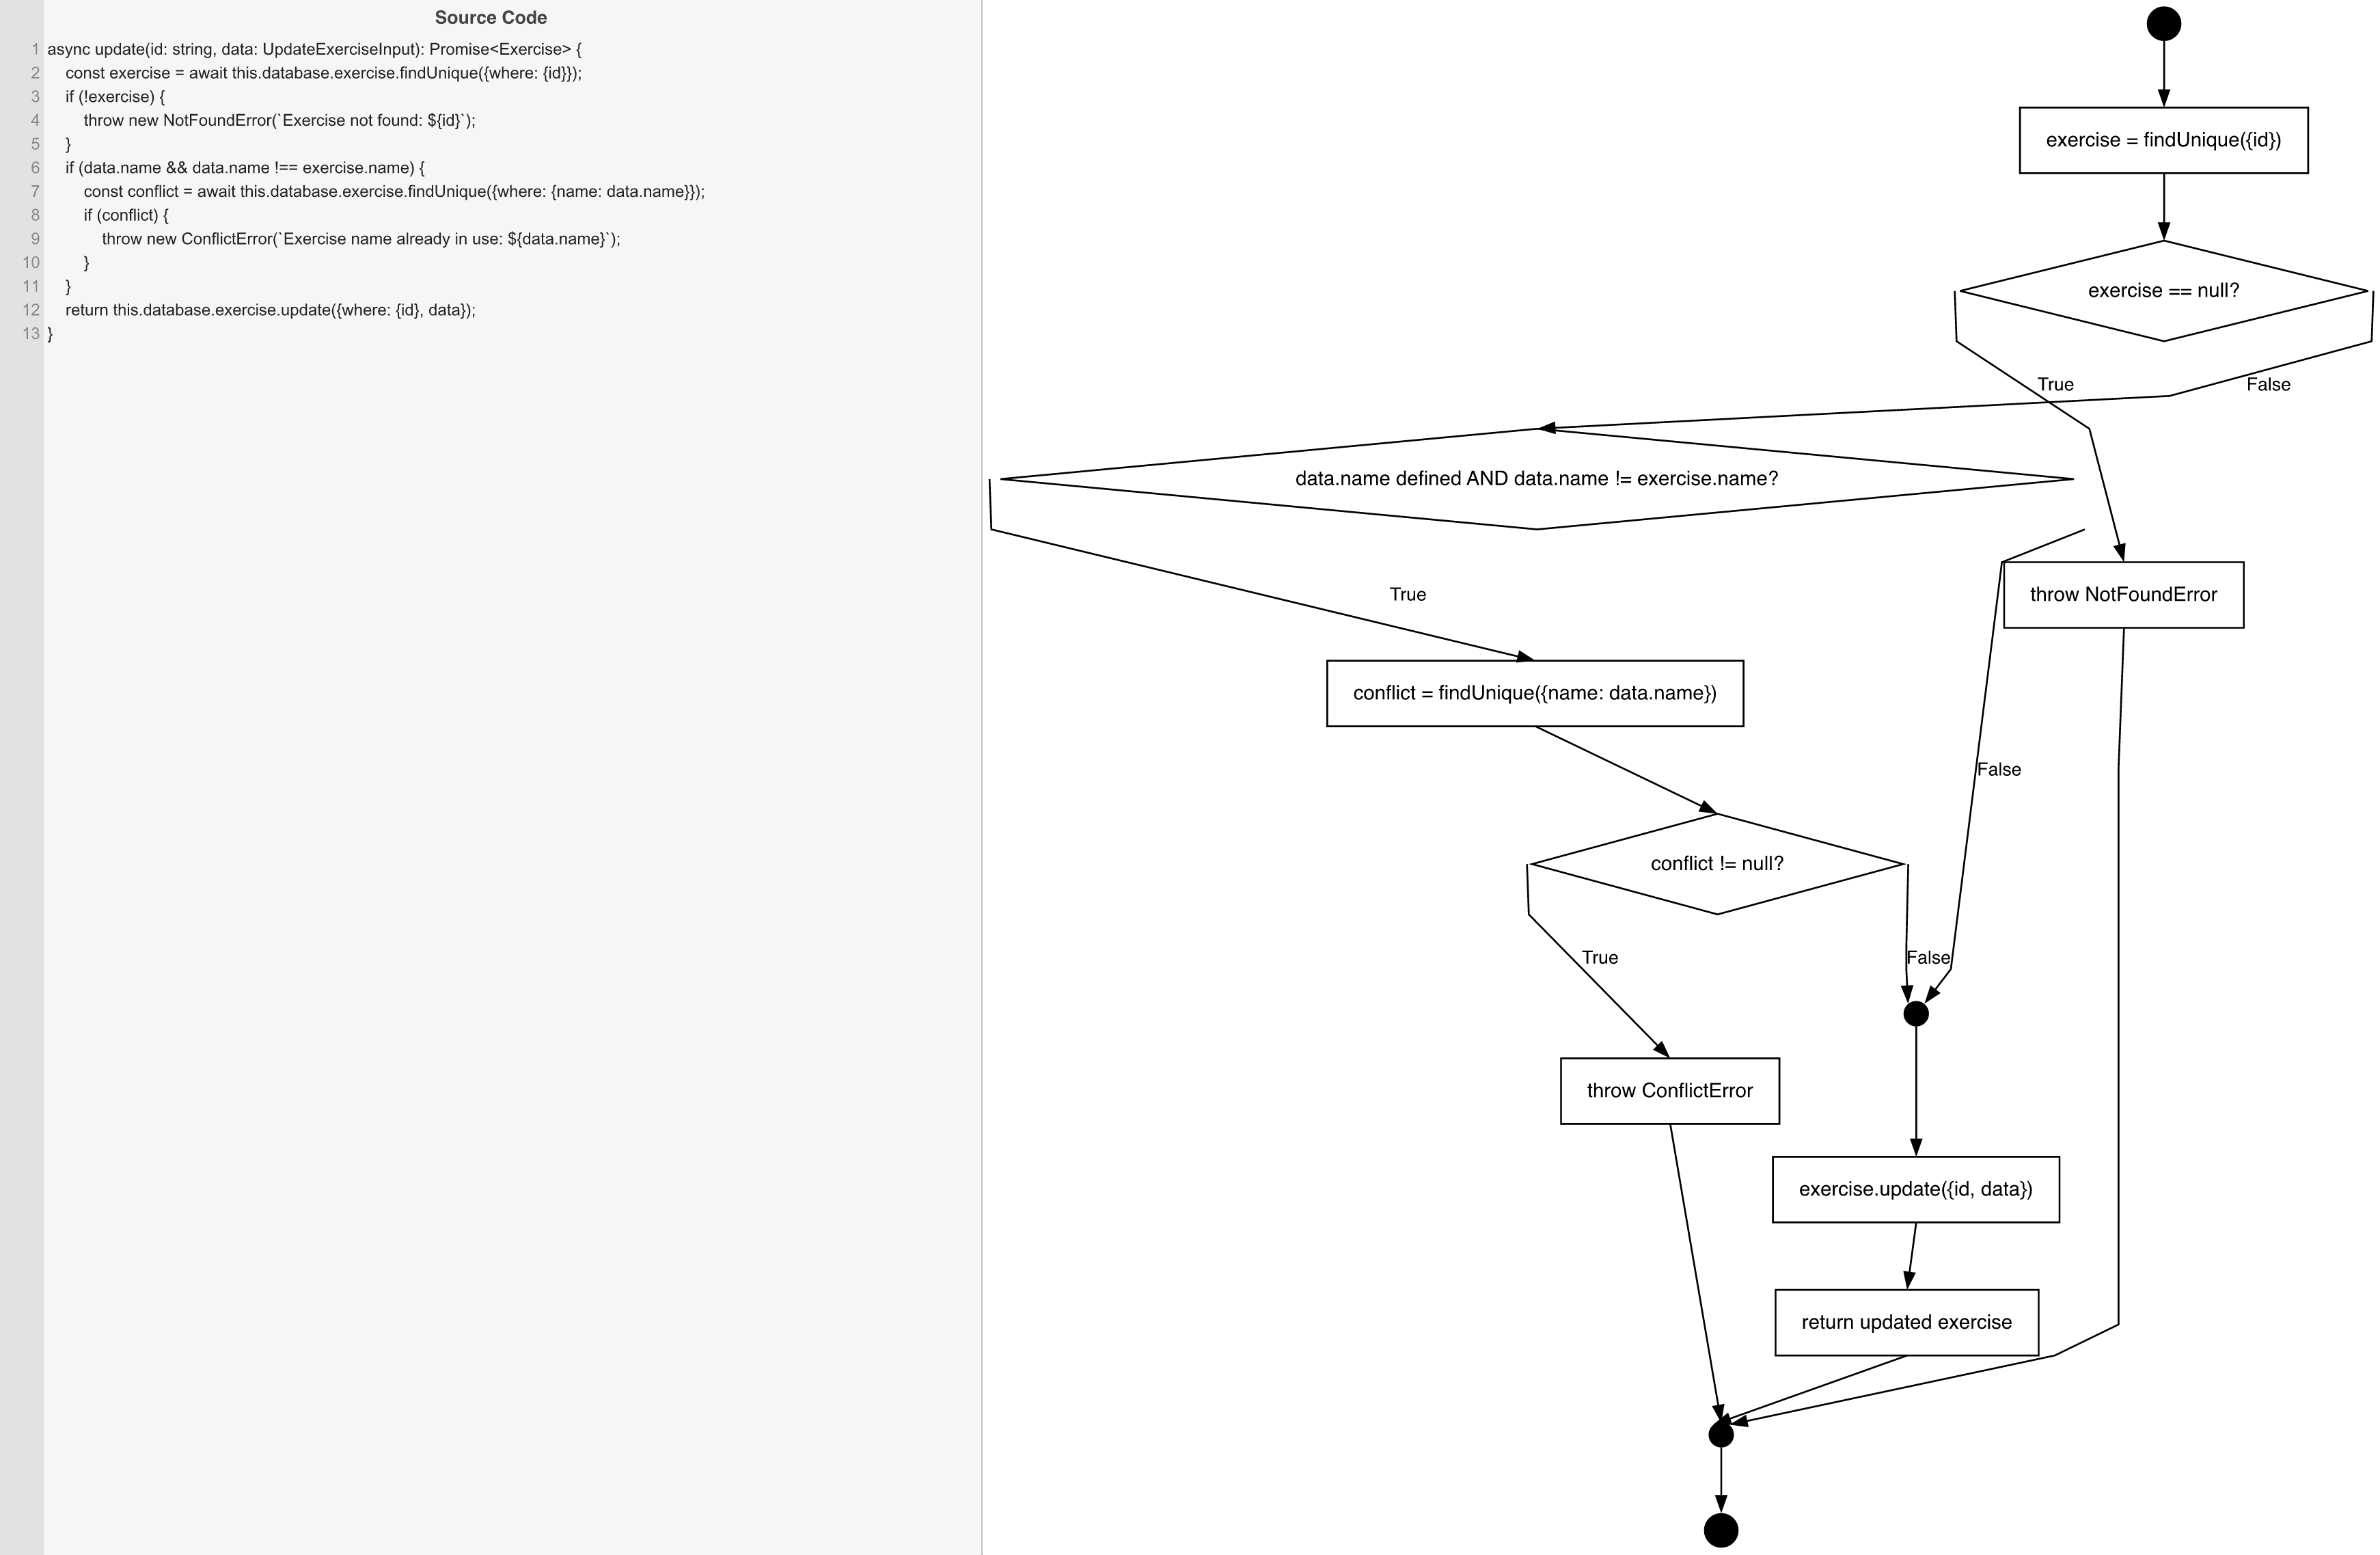 Source Code
1 async update(id: string, data: UpdateExerciseInput): Promise<Exercise> {
2 const exercise = await this.database.exercise.findUnique({where: {id}});
3 if (!exercise) {
4 throw new NotFoundError(`Exercise not found: ${id}`);
5 }
6 if (data.name && data.name !== exercise.name) {
7 const conflict = await this.database.exercise.findUnique({where: {name: data.name}});
8 if (conflict) {
9 throw new ConflictError(`Exercise name already in use: ${data.name}`);
10 }
11 }
12 return this.database.exercise.update({where: {id}, data});
13 }
exercise = findUnique({id})
exercise == null?
True
False
data.name defined AND data.name != exercise.name?
True
throw NotFoundError
conflict = findUnique({name: data.name})
False
conflict != null?
True
False
throw ConflictError
exercise.update({id, data})
return updated exercise